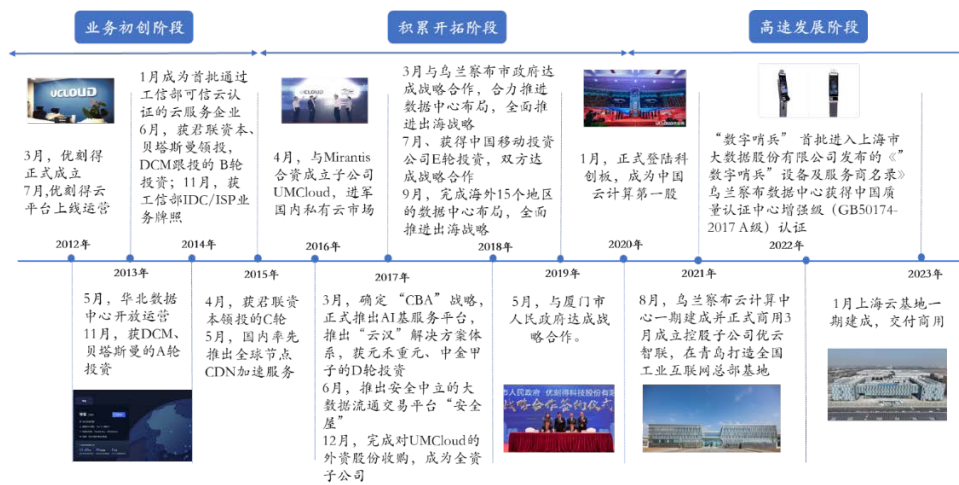 业务初创阶段
积累开拓阶段
高速发展阶段
UCLOUD
3月，优刻得
正式成立
7月,优刻得云
平台上线运营
1月成为首批通过
工信部可信云认
证的云服务企业
6月，获君联资本、
贝塔斯曼领投，
DCM跟投的 B轮
投资；11月，获
工信部IDC/ISP业
务牌照
4月，与Mirantis
合资成立子公司
UMCloud，进军
国内私有云市场
3月与乌兰察布市政府达
成战略合作，合力推进
数据中心布局，全面推
进出海战略
7月、获得中国移动投资
公司E轮投资，双方达
成战略合作
9月，完成海外15个地区
的数据中心布局，全面
推进出海战略
1月，正式登陆科
创板，成为中国
云计算第一股
“数字哨兵” 首批进入上海市
大数据股份有限公司发布的《”
数字哨兵”设备及服务商名录》
乌兰察布数据中心获得中国质
量认证中心增强级（GB50174-
2017 A级）认证
2012年
2014年
2016年
2018年
2020年
2022年
2013年
2015年
2017年
2019年
2021年
2023年
5月，华北数据
中心开放运营
11月，获DCM、
贝塔斯曼的A轮
投资
4月，获君联资
本领投的C轮
5月，国内率先
推出全球节点
CDN加速服务
3月，确定“CBA”战略，
正式推出AI基服务平台，
推出“云汉”解决方案体
系，获元禾重元、中金甲
子的D轮投资
6月，推出安全中立的大
数据流通交易平台“安全
屋”
12月，完成对UMCloud的
外资股份收购，成为全资
子公司
5月，与厦门市
人民政府达成战
略合作。
人民政府 优刻得科技股份有
战略合作签约仪式
8月，乌兰察布云计算中
心一期建成并正式商用3
月成立控股子公司优云
智联，在青岛打造全国
工业互联网总部基地
1月上海云基地一
期建成，交付商用